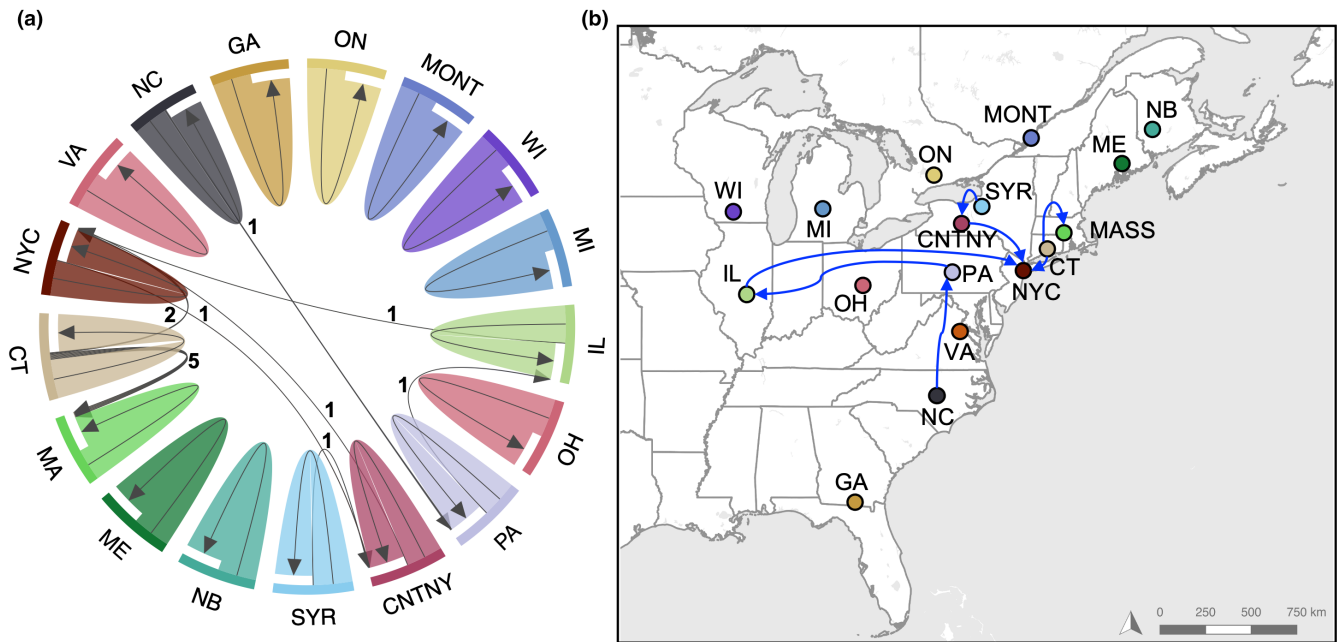 (a)
GA
ON
MONT
WI
MI
IL
OH
PA
CNTNY
SYR
NB
ME
MA
CT
NYC
VA
NC
1
1
2
1
5
1
1
1
(b)
MONT
NB
ME
ON
WI
MI
SYR
CNTNY
MASS
CT
IL
PA
NYC
OH
VA
NC
GA
0 250 500 750 km